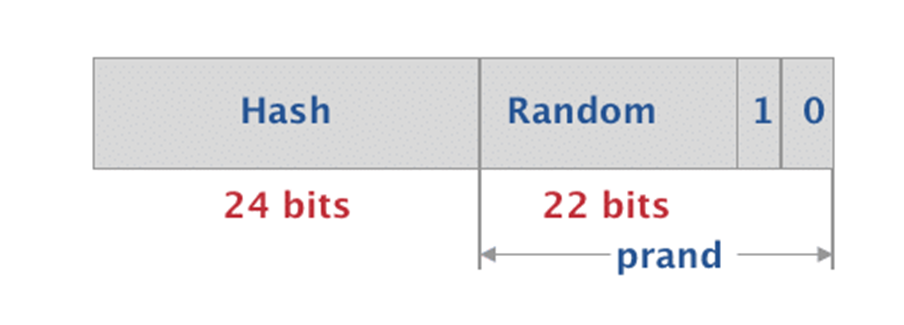 Hash Random 1 0
24 bits 22 bits
prand